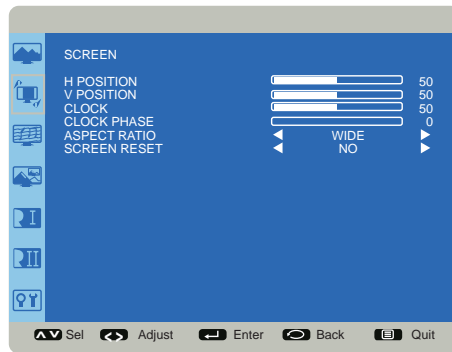 SCREEN
H POSITION 50
V POSITION 50
CLOCK 50
CLOCK PHASE 0
ASPECT RATIO WIDE
SCREEN RESET NO
I
II
Sel Adjust Enter Back Quit